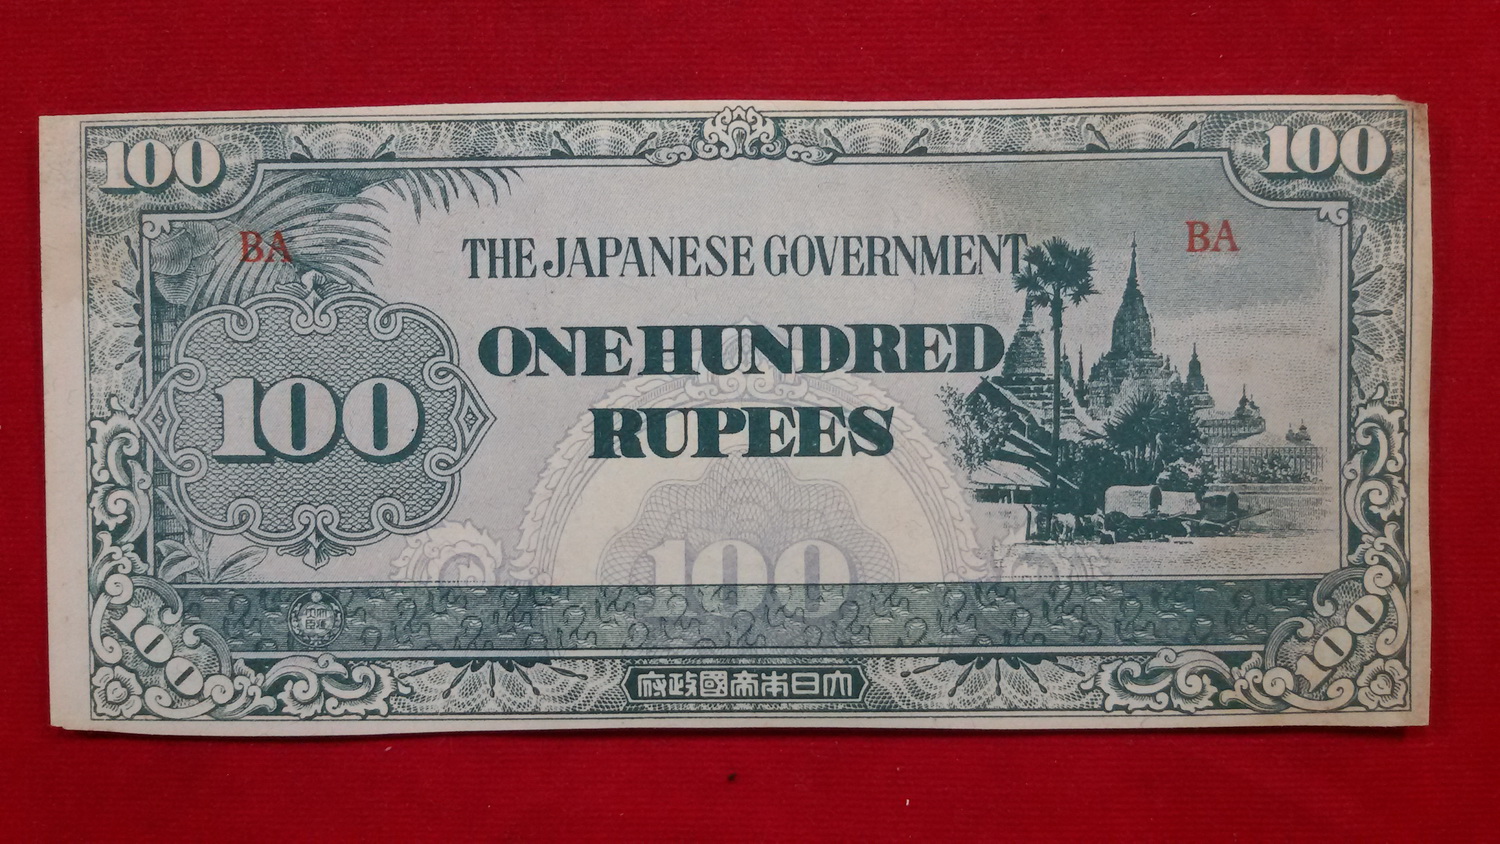 100 100
BA BA
THE JAPANESE GOVERNMENT
ONE HUNDRED
RUPEES
100
100
100 100
府政國帝本日大